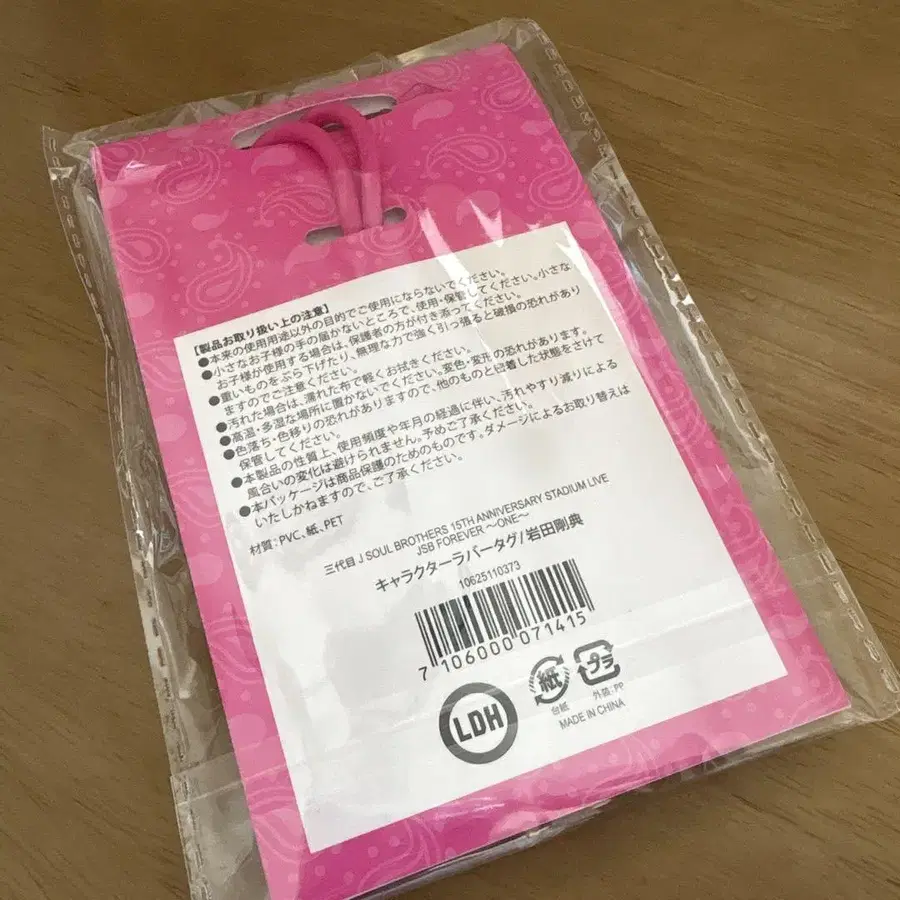 【製品お取り扱い上の注意】
●本来の使用用途以外の目的でご使用にならないでください。
●小さなお子様の手の届かないところで、使用・保管してください。小さな
お子様が使用する場合は、保護者の方が付き添ってください。
●重いものをぶら下げたり、無理な力で強く引っ張ると破損の恐れがあり
ますのでご注意ください。
●汚れた場合は、濡れた布で軽くお拭きください。
●高温・多湿な場所に置かないでください。変色・変形の恐れがあります。
●色落ち・色移りの恐れがありますので、他のものと密着した状態をさけて
保管してください。
●本製品の性質上、使用頻度や年月の経過に伴い、汚れやすり減りによる
風合いの変化は避けられません。予めご了承ください。
●本パッケージは商品保護のためのものです。ダメージによるお取り替えは
いたしかねますので、ご了承ください。
材質:PVC、紙、PET
三代目 J SOUL BROTHERS 15TH ANNIVERSARY STADIUM LIVE
JSB FOREVER 〜ONE〜
キャラクターラバータグ/岩田剛典
10625110373
7 106000 071415
LDH
紙
台紙
プラ
外袋:PP
MADE IN CHINA